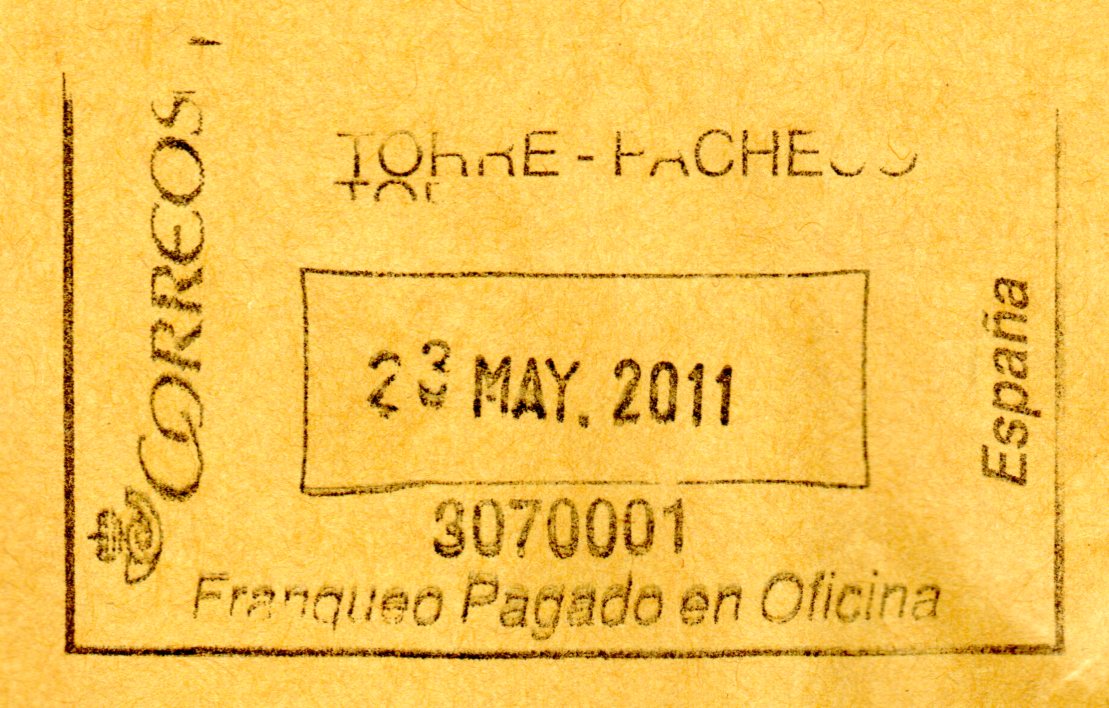 CORREOS
TORRE - PACHECO
23 MAY. 2011
3070001
Franqueo Pagado en Oficina
España